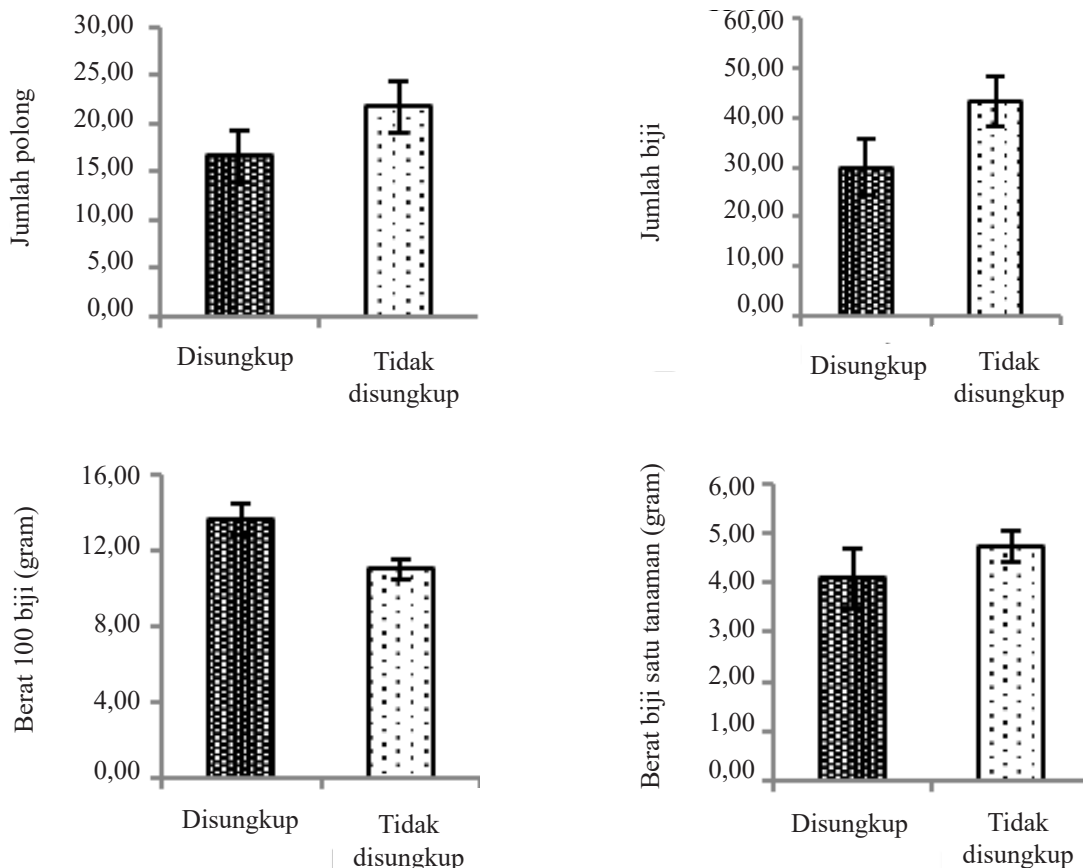 Jumlah polong
30,00
25,00
20,00
15,00
10,00
5,00
0,00
Disungkup
Tidak
disungkup
Jumlah biji
60,00
50,00
40,00
30,00
20,00
10,00
0,00
Disungkup
Tidak
disungkup
Berat 100 biji (gram)
16,00
12,00
8,00
4,00
0,00
Disungkup
Tidak
disungkup
Berat biji satu tanaman (gram)
6,00
5,00
4,00
3,00
2,00
1,00
0,00
Disungkup
Tidak
disungkup